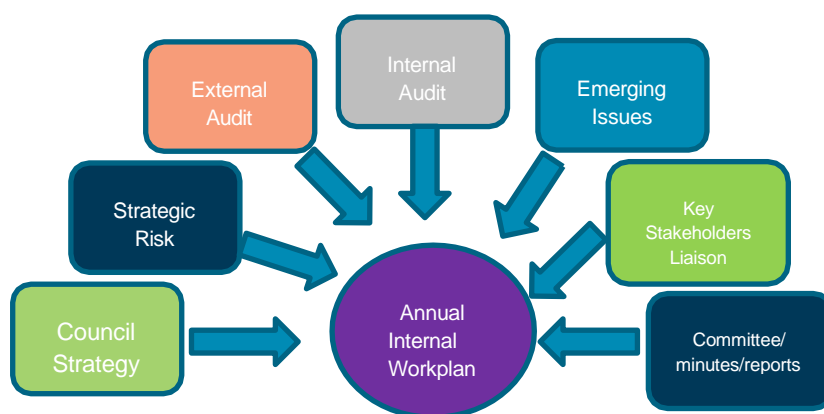 Internal
Audit
External
Audit
Emerging
Issues
Strategic
Risk
Key
Stakeholders
Liaison
Council
Strategy
Annual
Internal
Workplan
Committee/
minutes/reports